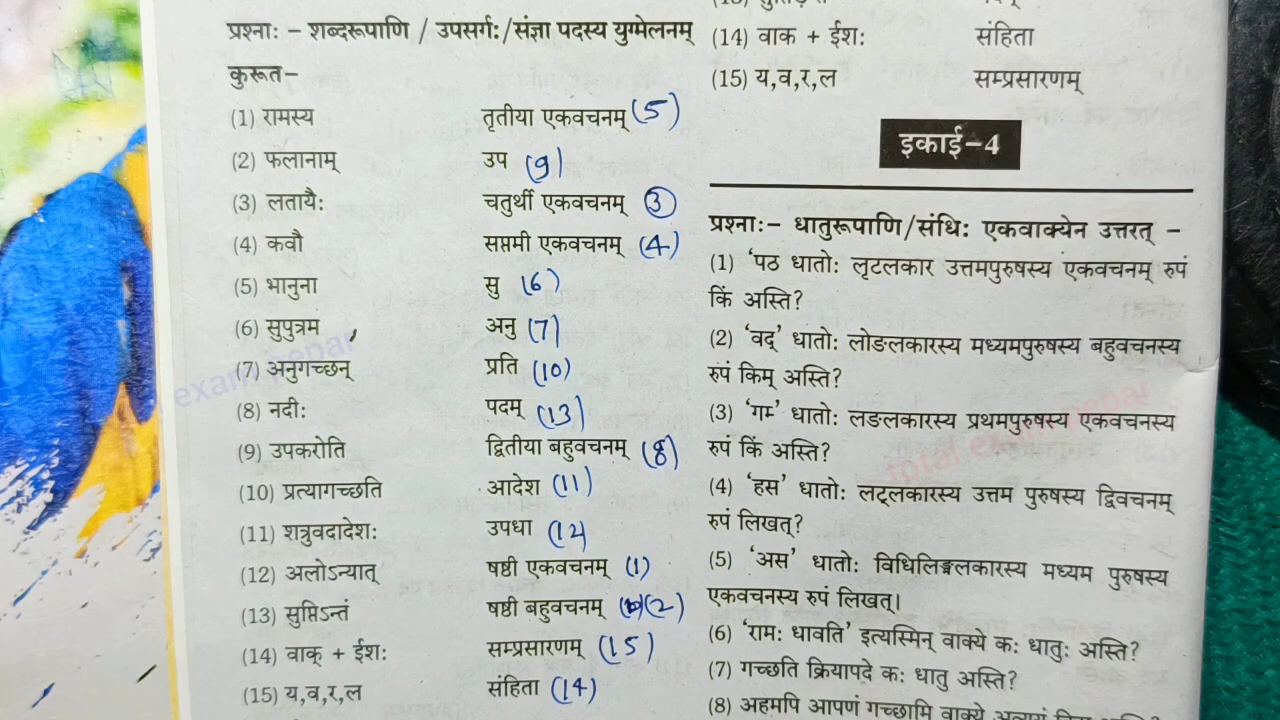 प्रश्नाः - शब्दरूपाणि / उपसर्गः/संज्ञा पदस्य युग्मेलनम्
कुरूत-
(1) रामस्य तृतीया एकवचनम् (5)
(2) फलानाम् उप (9)
(3) लतायैः चतुर्थी एकवचनम् (3)
(4) कवौ सप्तमी एकवचनम् (4)
(5) भानुना सु (6)
(6) सुपुत्रम अनु (7)
(7) अनुगच्छन् प्रति (10)
(8) नदीः पदम् (13)
(9) उपकरोति द्वितीया बहुवचनम् (8)
(10) प्रत्यागच्छति आदेश (11)
(11) शत्रुवदादेशः उपधा (12)
(12) अलोऽन्यात् षष्ठी एकवचनम् (1)
(13) सुप्तिऽन्तं षष्ठी बहुवचनम् (2)
(14) वाक् + ईशः सम्प्रसारणम् (15)
(15) य,व,र,ल संहिता (14)
(14) वाक + ईशः संहिता
(15) य,व,र,ल सम्प्रसारणम्
इकाई-4
प्रश्नाः- धातुरूपाणि/संधिः एकवाक्येन उत्तरत् -
(1) ‘पठ धातोः लृटलकार उत्तमपुरुषस्य एकवचनम् रुपं
किं अस्ति?
(2) ‘वद्’ धातोः लोङलकारस्य मध्यमपुरुषस्य बहुवचनस्य
रुपं किम् अस्ति?
(3) ‘गम’ धातोः लङलकारस्य प्रथमपुरुषस्य एकवचनस्य
रुपं किं अस्ति?
(4) ‘हस’ धातोः लट्लकारस्य उत्तम पुरुषस्य द्विवचनम्
रुपं लिखत्?
(5) ‘अस’ धातोः विधिलिङ्गलकारस्य मध्यम पुरुषस्य
एकवचनस्य रुपं लिखत्।
(6) ‘रामः धावति’ इत्यस्मिन् वाक्ये कः धातुः अस्ति?
(7) गच्छति क्रियापदे कः धातु अस्ति?
(8) अहमपि आपणं गच्छामि वाक्ये